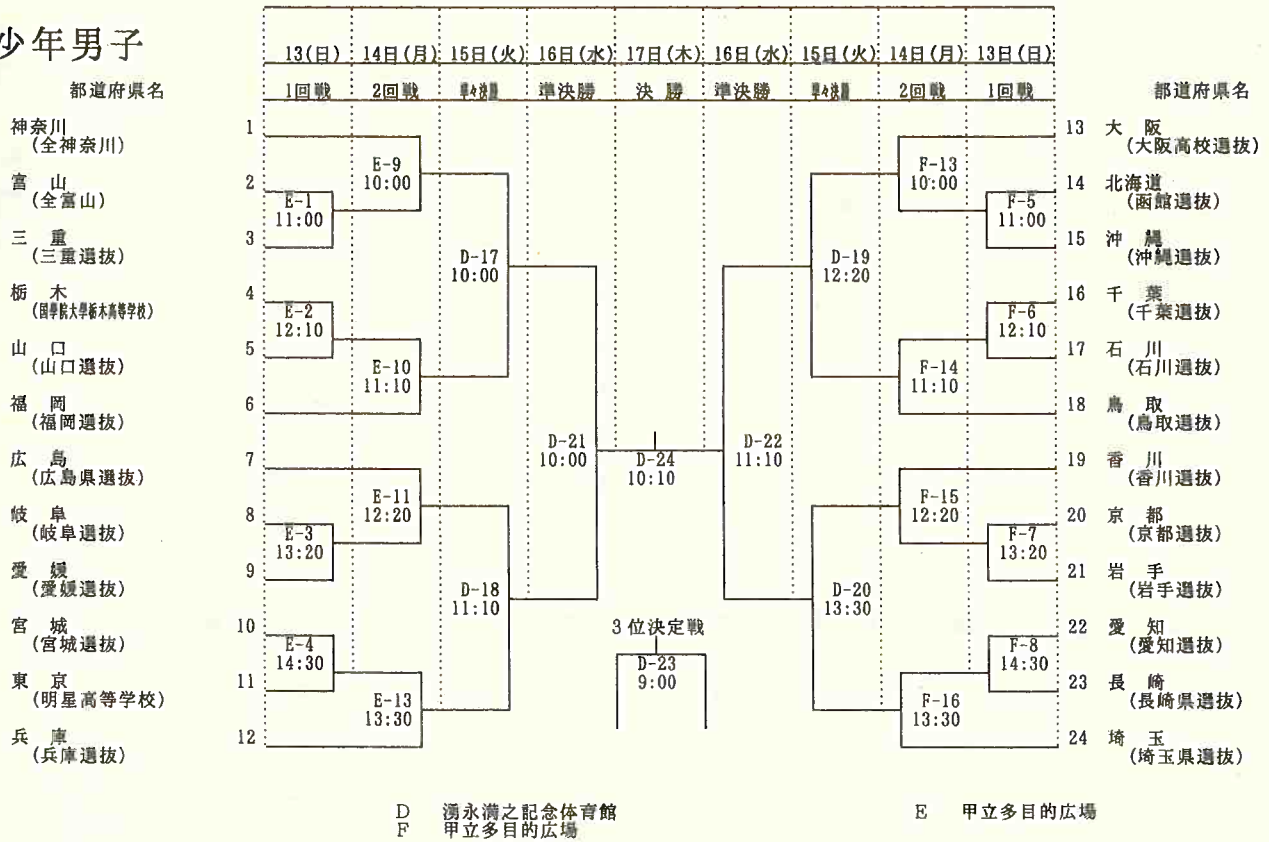 少年男子
13(日) 14日(月) 15日(火) 16日(水) 17日(木) 16日(水) 15日(火) 14日(月) 13日(日)
都道府県名 1回戦 2回戦 準々決勝 準決勝 決勝 準決勝 準々決勝 2回戦 1回戦 都道府県名
神奈川 1
(全神奈川)
富山 2
(全富山)
三重 3
(三重選抜)
栃木 4
(国學院大學栃木高等学校)
山口 5
(山口選抜)
福岡 6
(福岡選抜)
広島 7
(広島県選抜)
岐阜 8
(岐阜選抜)
愛媛 9
(愛媛選抜)
宮城 10
(宮城選抜)
東京 11
(明星高等学校)
兵庫 12
(兵庫選抜)
E-1
11:00
E-2
12:10
E-3
13:20
E-4
14:30
E-9
10:00
E-10
11:10
E-11
12:20
E-13
13:30
D-17
10:00
D-18
11:10
D-21
10:00
D-24
10:10
3位決定戦
D-23
9:00
D-22
11:10
D-19
12:20
D-20
13:30
F-13
10:00
F-14
11:10
F-15
12:20
F-16
13:30
F-5
11:00
F-6
12:10
F-7
13:20
F-8
14:30
13 大阪
(大阪高校選抜)
14 北海道
(函館選抜)
15 沖縄
(沖縄選抜)
16 千葉
(千葉選抜)
17 石川
(石川選抜)
18 鳥取
(鳥取選抜)
19 香川
(香川選抜)
20 京都
(京都選抜)
21 岩手
(岩手選抜)
22 愛知
(愛知選抜)
23 長崎
(長崎県選抜)
24 埼玉
(埼玉県選抜)
D 湧永満之記念体育館 E 甲立多目的広場
F 甲立多目的広場